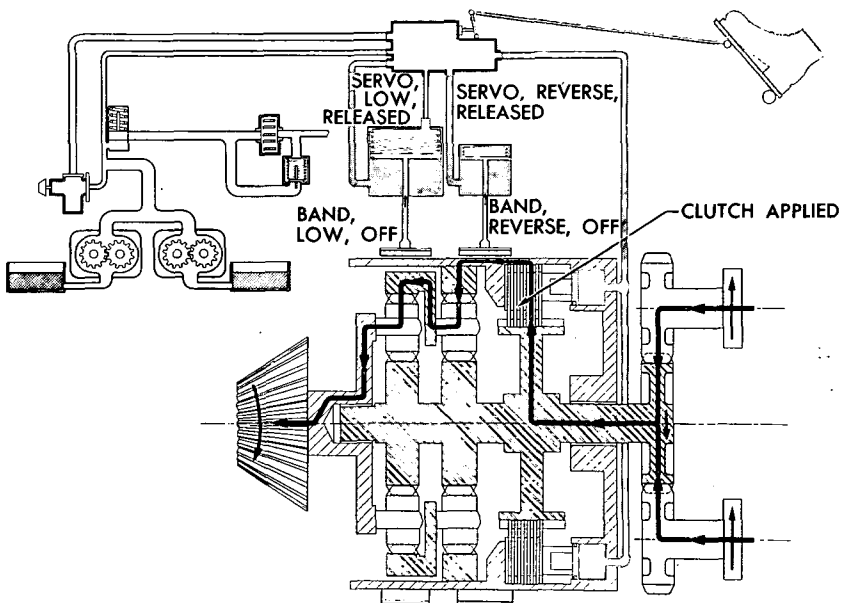 SERVO,
LOW,
RELEASED
SERVO, REVERSE,
RELEASED
BAND,
LOW, OFF
BAND,
REVERSE, OFF
CLUTCH APPLIED